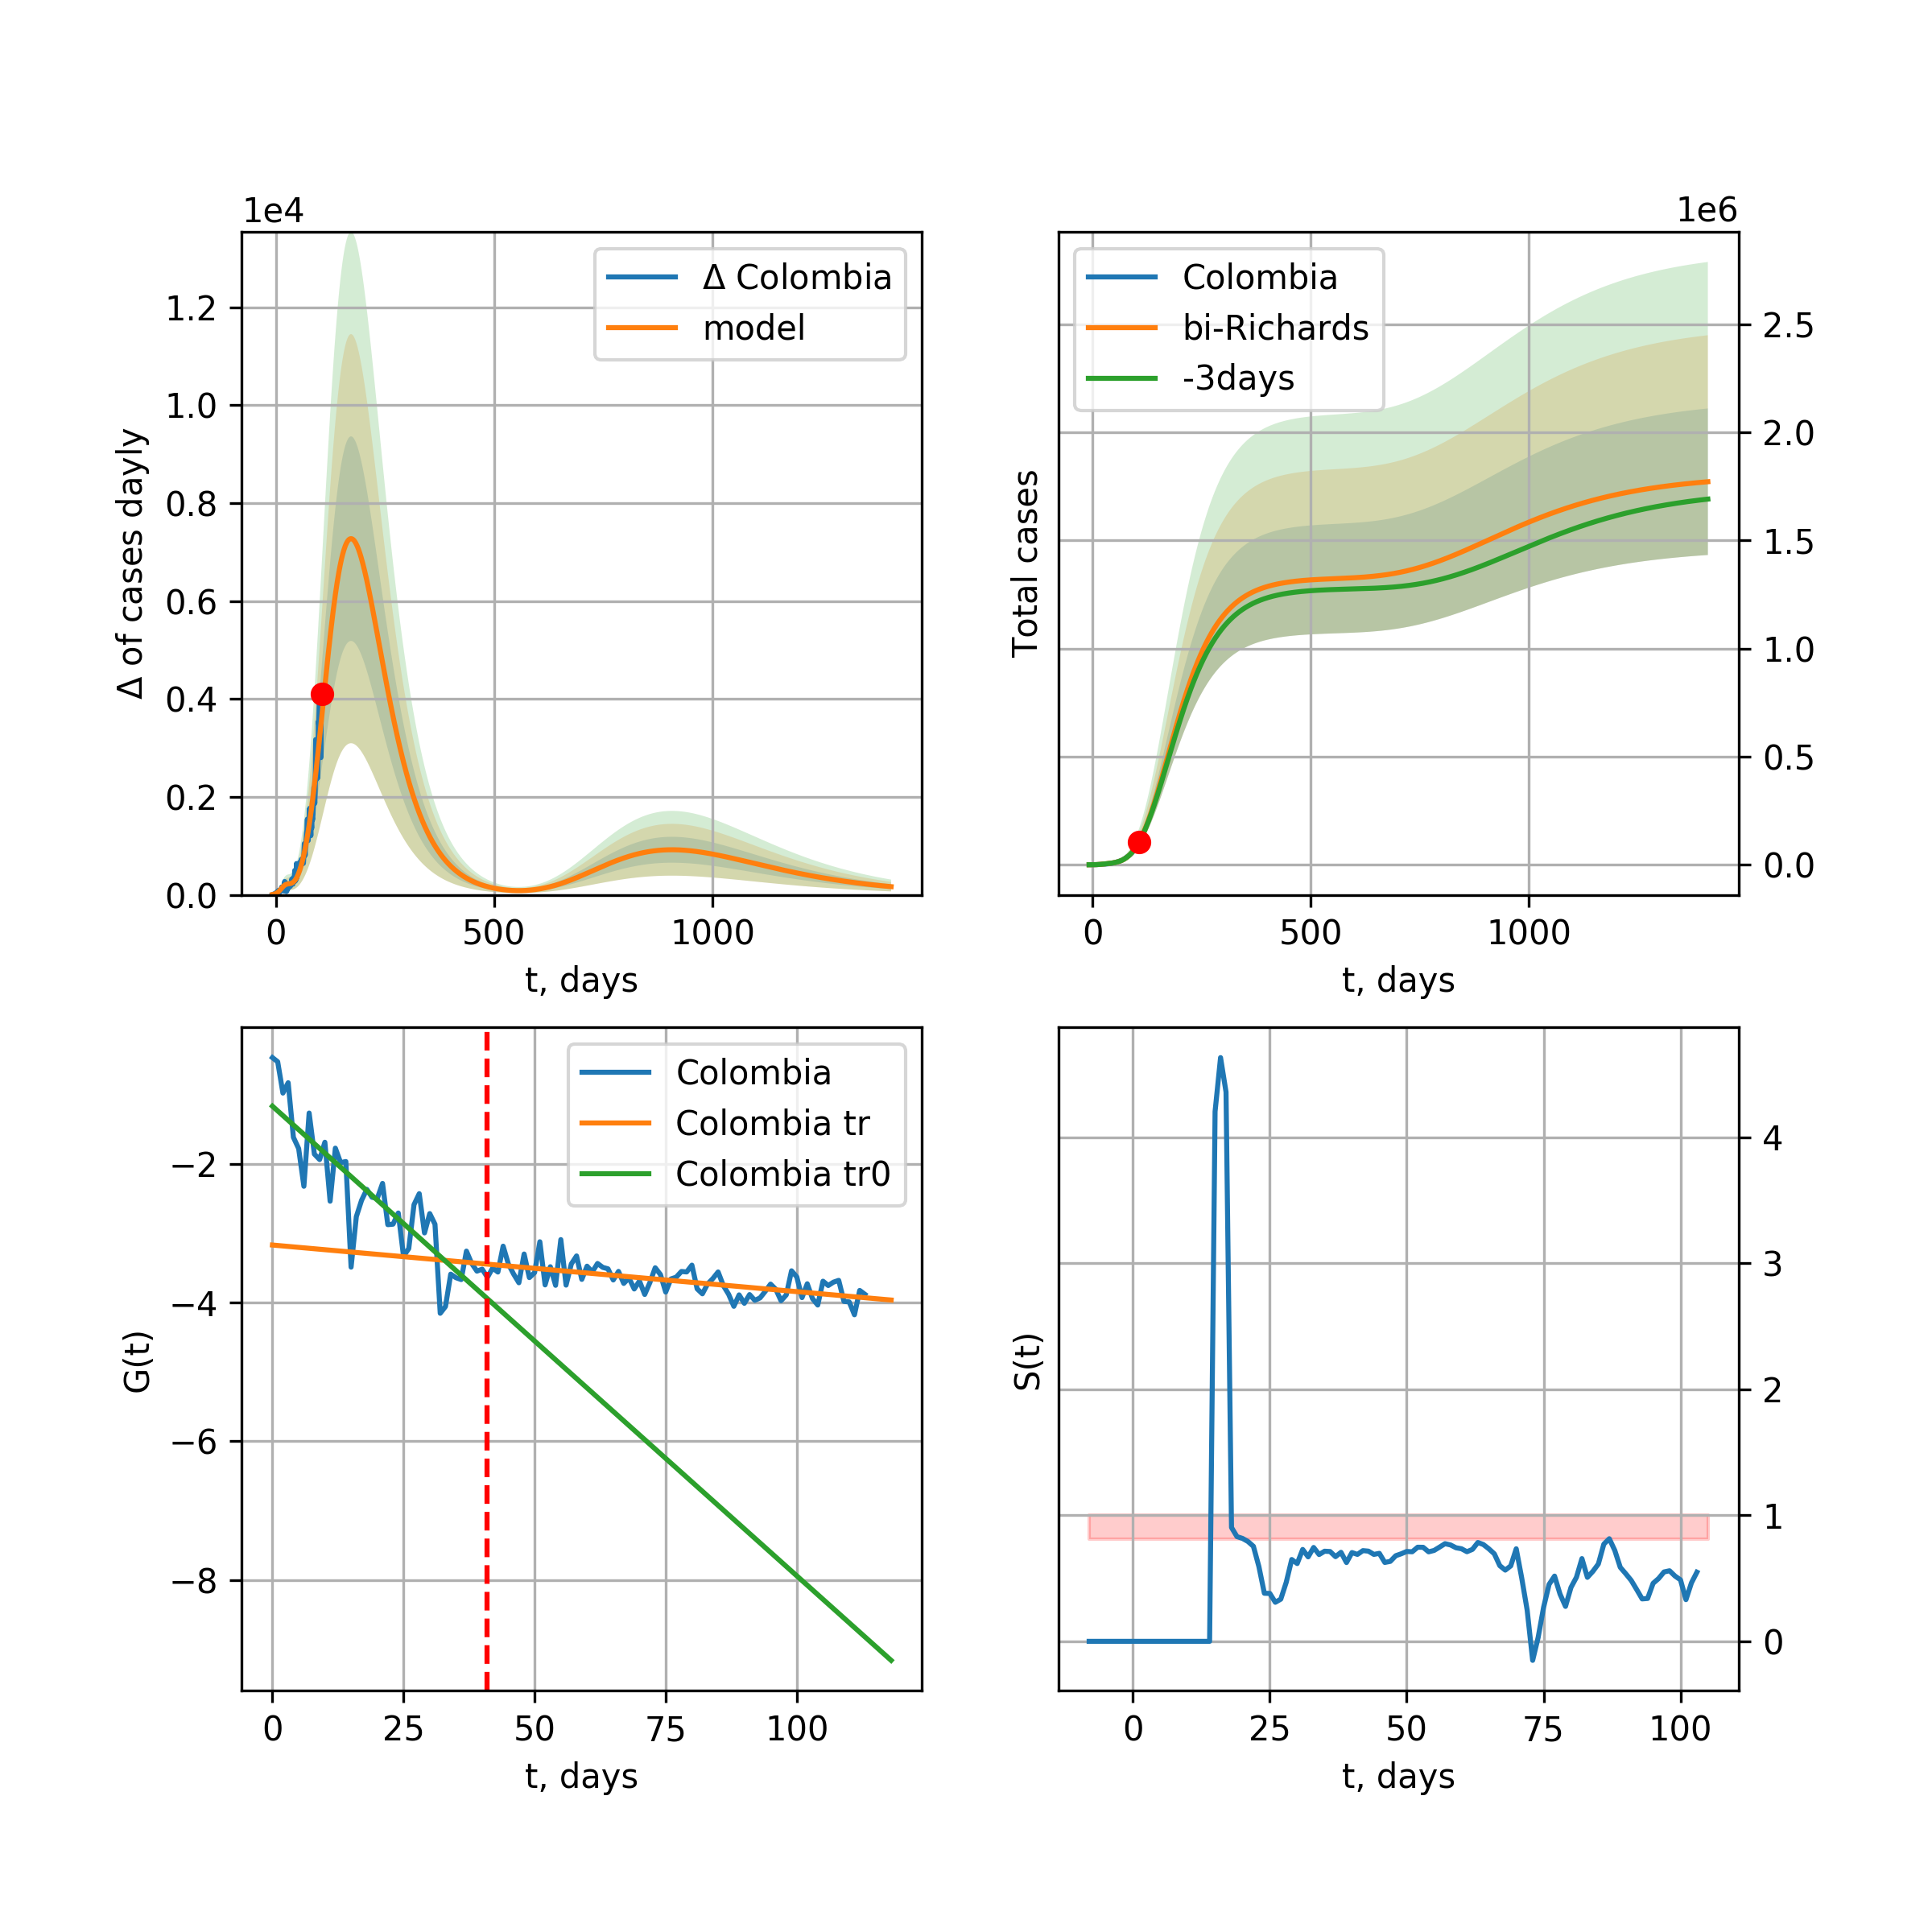 1e4
Δ of cases dayly
1.2
1.0
0.8
0.6
0.4
0.2
0.0
0 500 1000
t, days
Δ Colombia
model
1e6
Total cases
2.5
2.0
1.5
1.0
0.5
0.0
0 500 1000
t, days
Colombia
bi-Richards
-3days
G(t)
−2
−4
−6
−8
0 25 50 75 100
t, days
Colombia
Colombia tr
Colombia tr0
S(t)
4
3
2
1
0
0 25 50 75 100
t, days